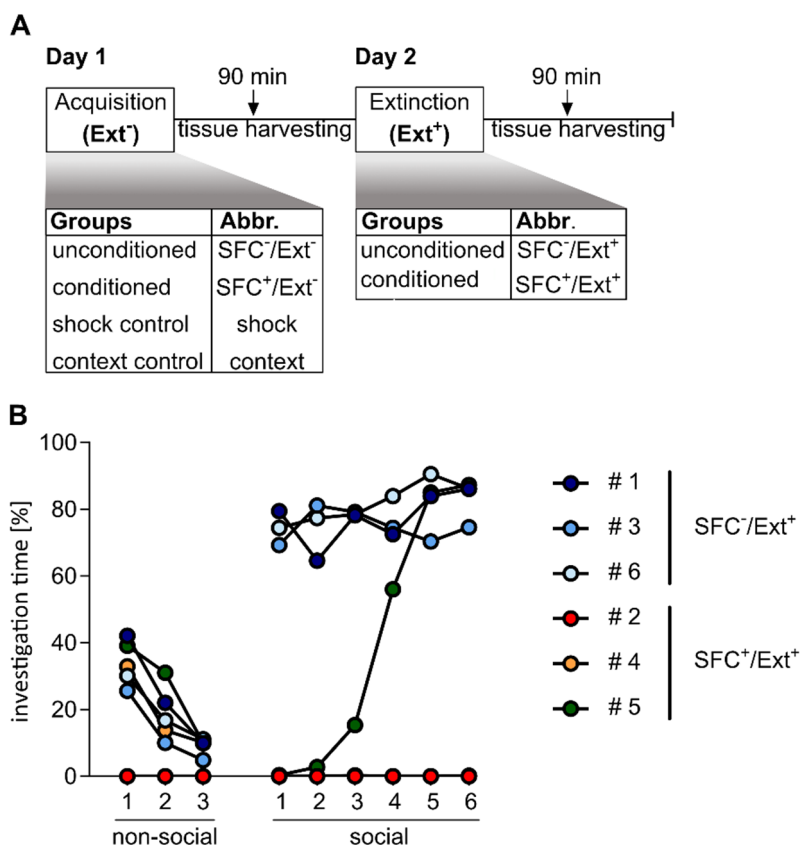 A
Day 1
Day 2
90 min
90 min
Acquisition
(Ext⁻)
tissue harvesting
Extinction
(Ext⁺)
tissue harvesting
Groups Abbr.
unconditioned SFC⁻/Ext⁻
conditioned SFC⁺/Ext⁻
shock control shock
context control context
Groups Abbr.
unconditioned SFC⁻/Ext⁺
conditioned SFC⁺/Ext⁺
B
investigation time [%]
100
80
60
40
20
0
1 2 3 1 2 3 4 5 6
non-social social
# 1
# 3
# 6
SFC⁻/Ext⁺
# 2
# 4
# 5
SFC⁺/Ext⁺